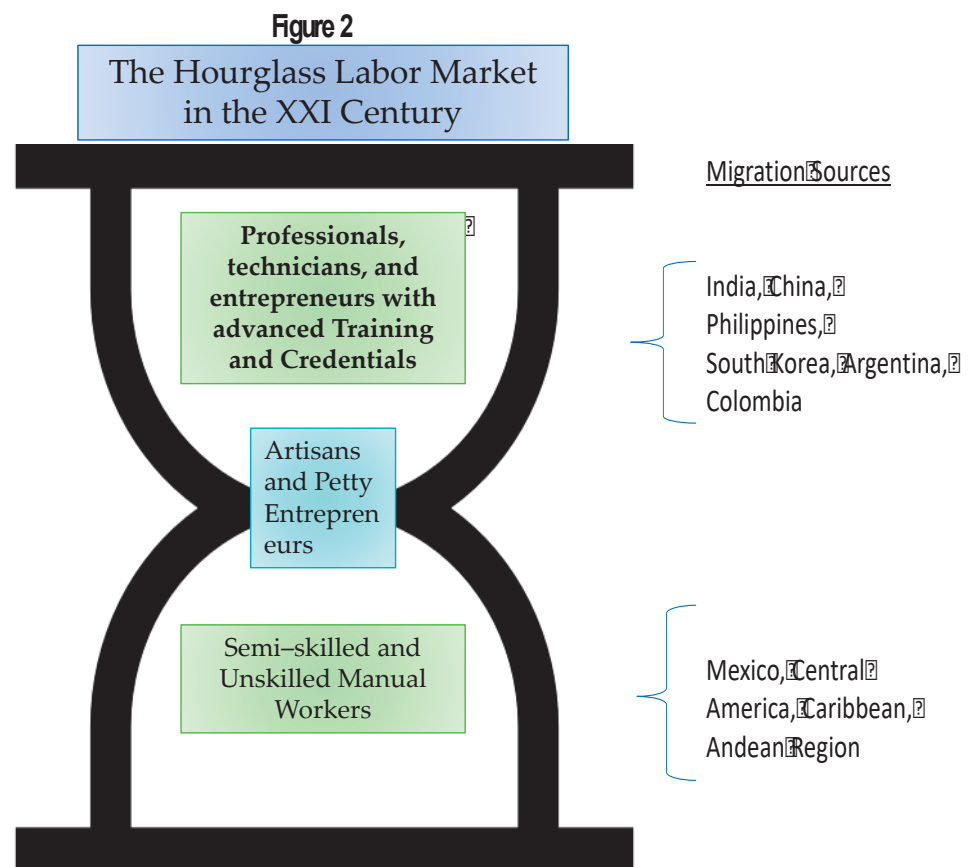 Figure 2
The Hourglass Labor Market
in the XXI Century
Migration Sources
Professionals,
technicians, and
entrepreneurs with
advanced Training
and Credentials
India, China,
Philippines,
South Korea, Argentina,
Colombia
Artisans
and Petty
Entrepren
eurs
Semi–skilled and
Unskilled Manual
Workers
Mexico, Central
America, Caribbean,
Andean Region